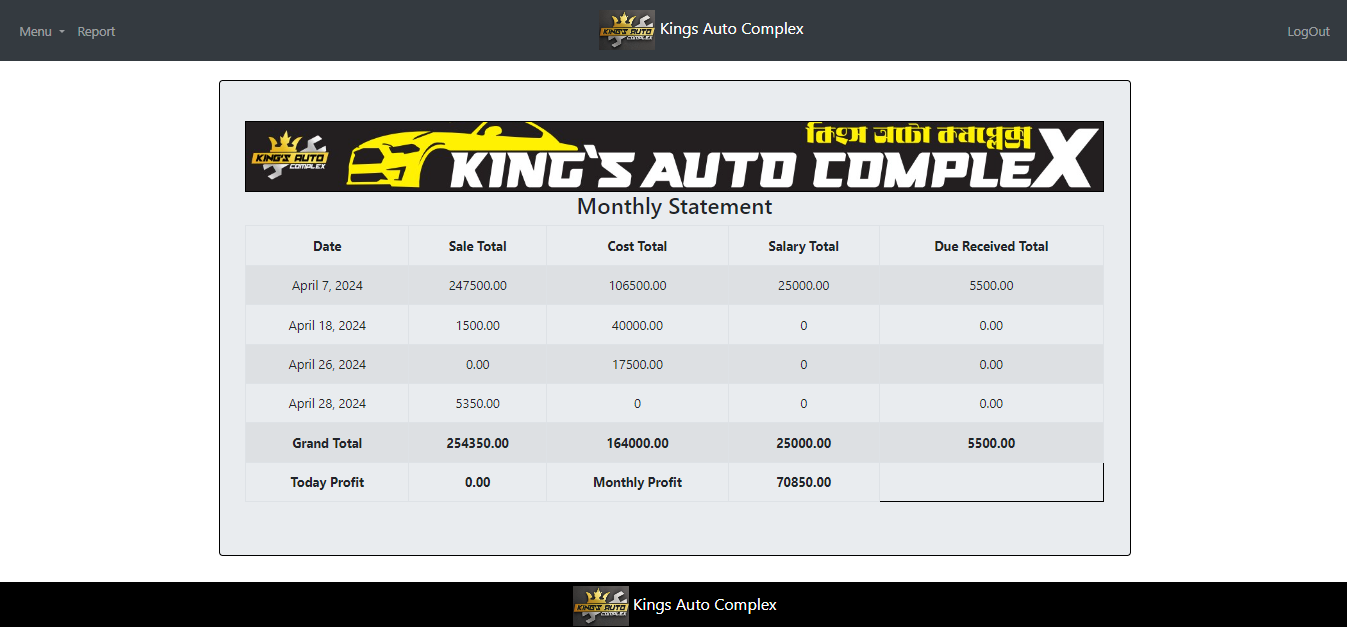 Menu Report KING'S AUTO COMPLEX Kings Auto Complex LogOut
KING'S AUTO COMPLEX কিংস অটো কমপ্লেক্স
KING'S AUTO COMPLEX
Monthly Statement
Date Sale Total Cost Total Salary Total Due Received Total
April 7, 2024 247500.00 106500.00 25000.00 5500.00
April 18, 2024 1500.00 40000.00 0 0.00
April 26, 2024 0.00 17500.00 0 0.00
April 28, 2024 5350.00 0 0 0.00
Grand Total 254350.00 164000.00 25000.00 5500.00
Today Profit 0.00 Monthly Profit 70850.00
KING'S AUTO COMPLEX Kings Auto Complex